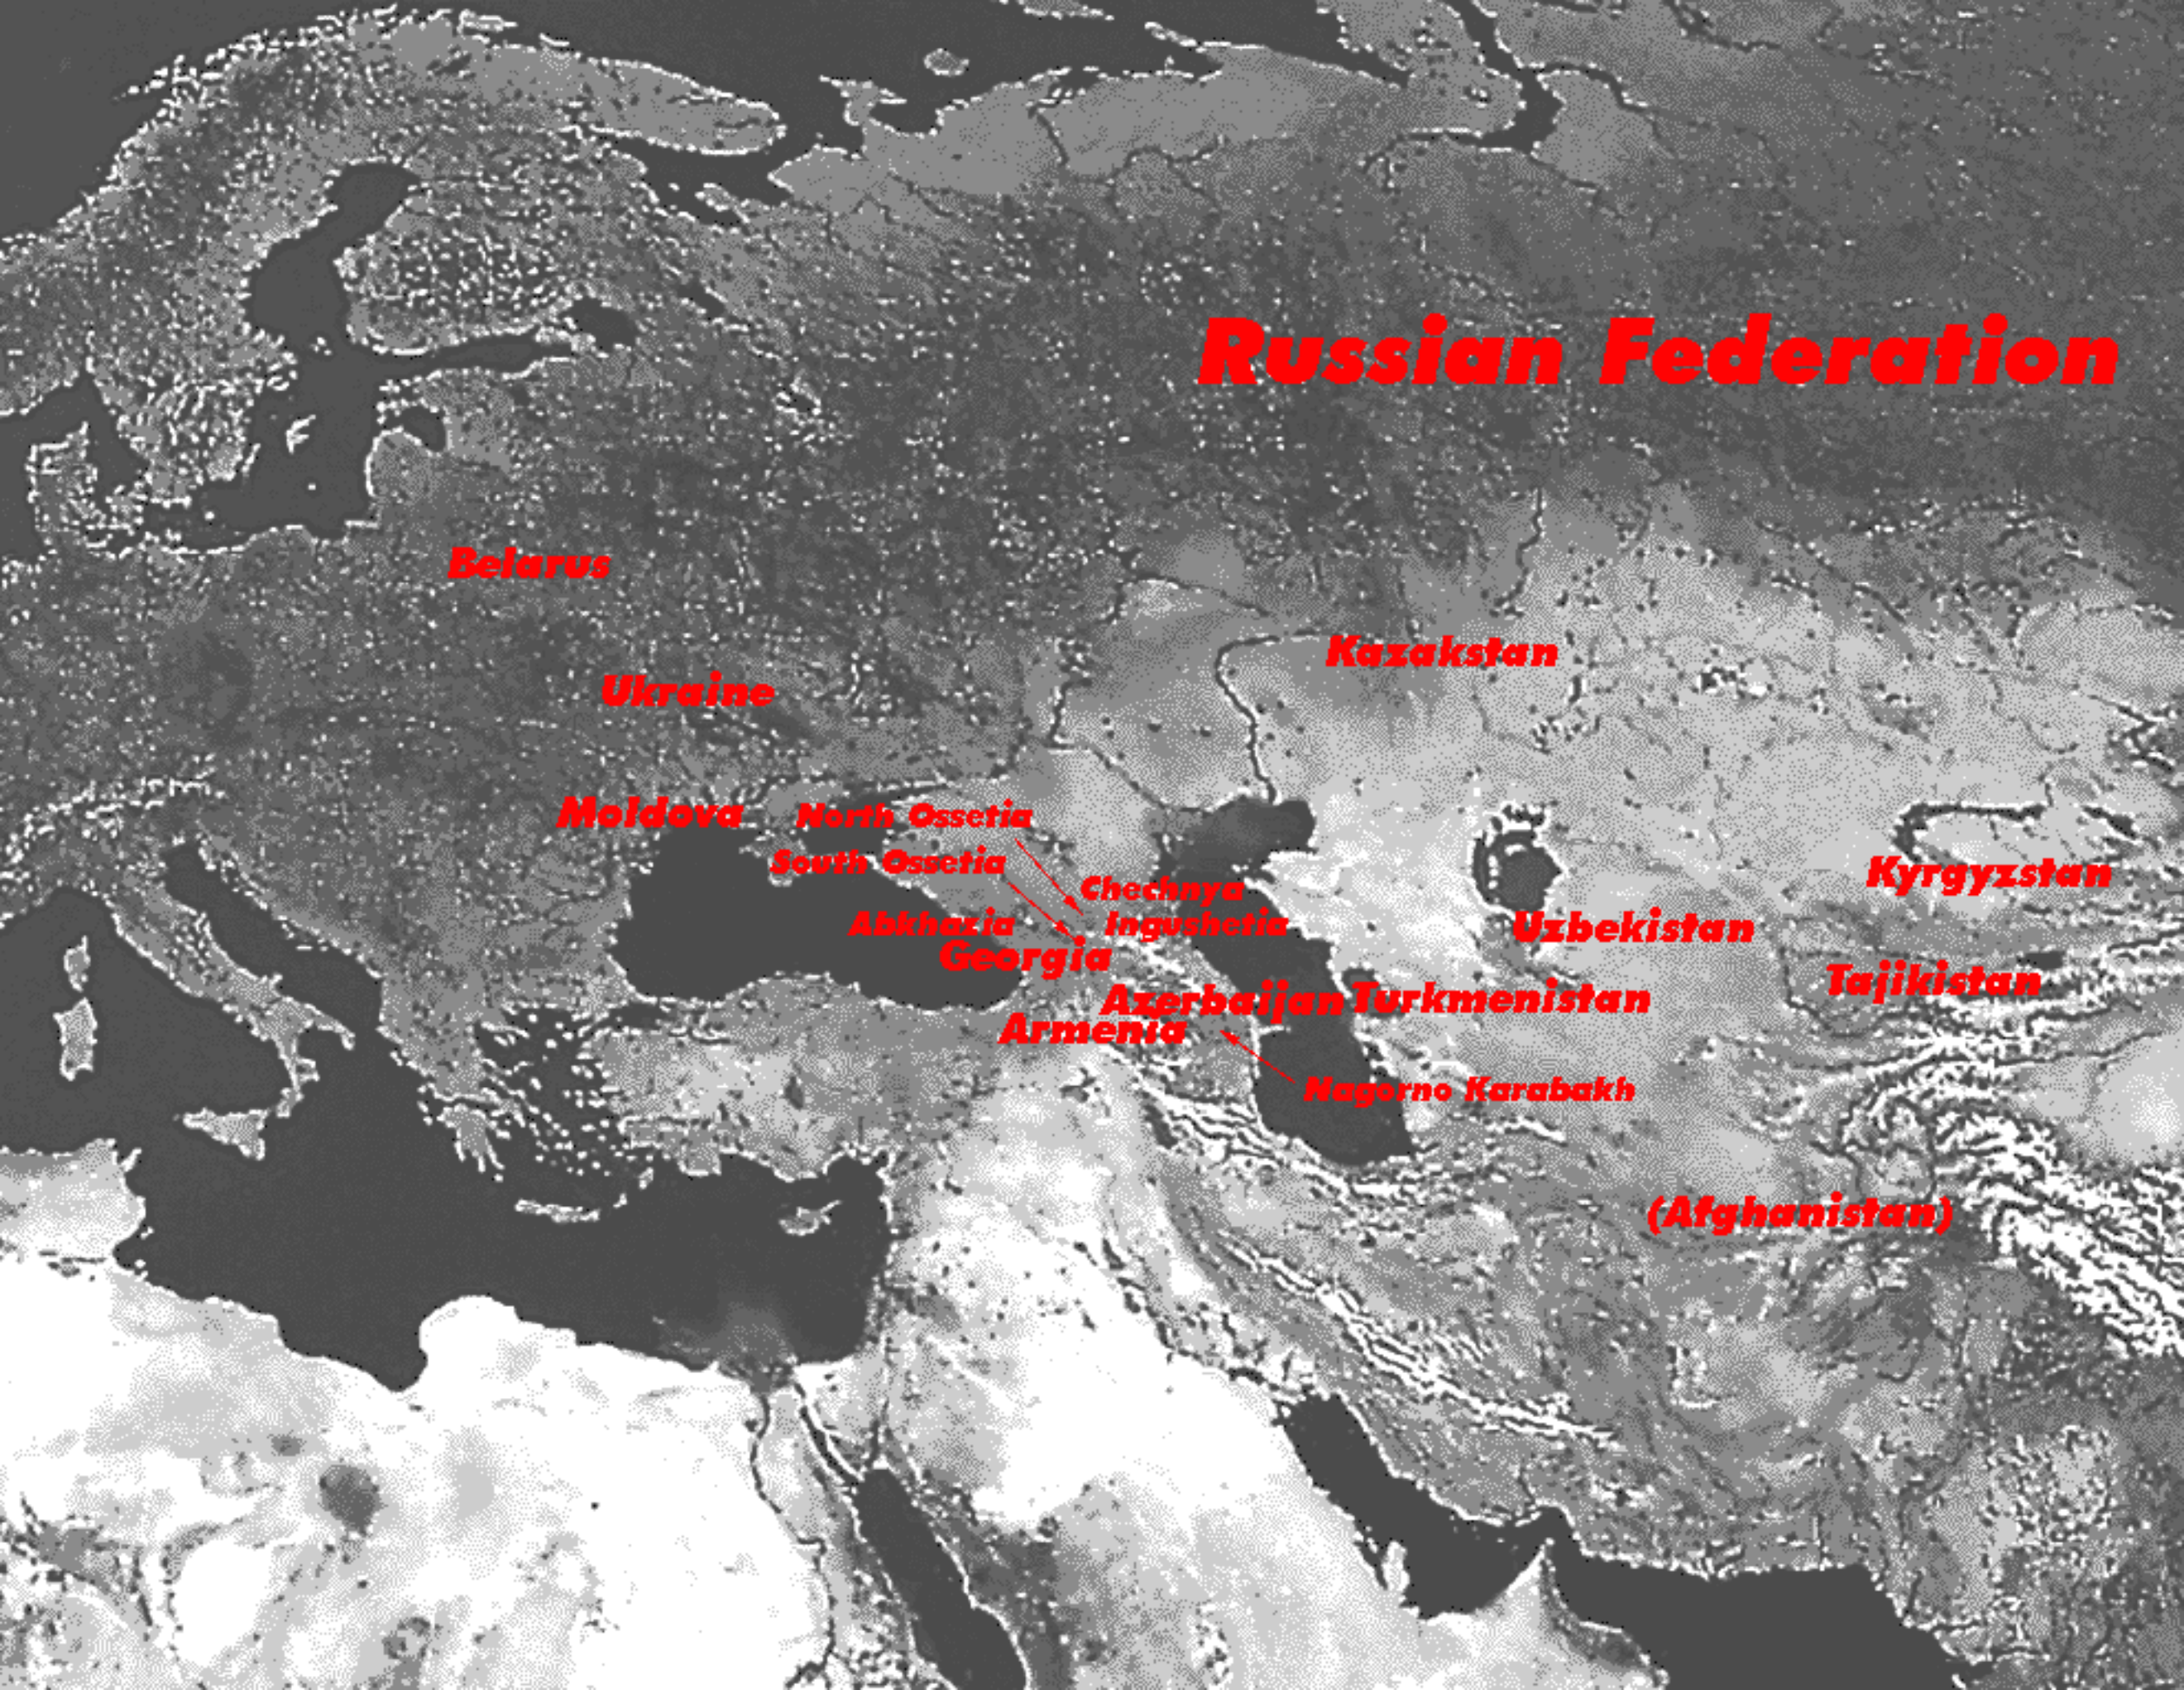 Russian Federation
Belarus
Kazakstan
Ukraine
Moldova
North Ossetia
South Ossetia
Kyrgyzstan
Chechnya
Abkhazia
Ingushetia
Uzbekistan
Georgia
Tajikistan
Azerbaijan
Turkmenistan
Armenia
Nagorno Karabakh
(Afghanistan)